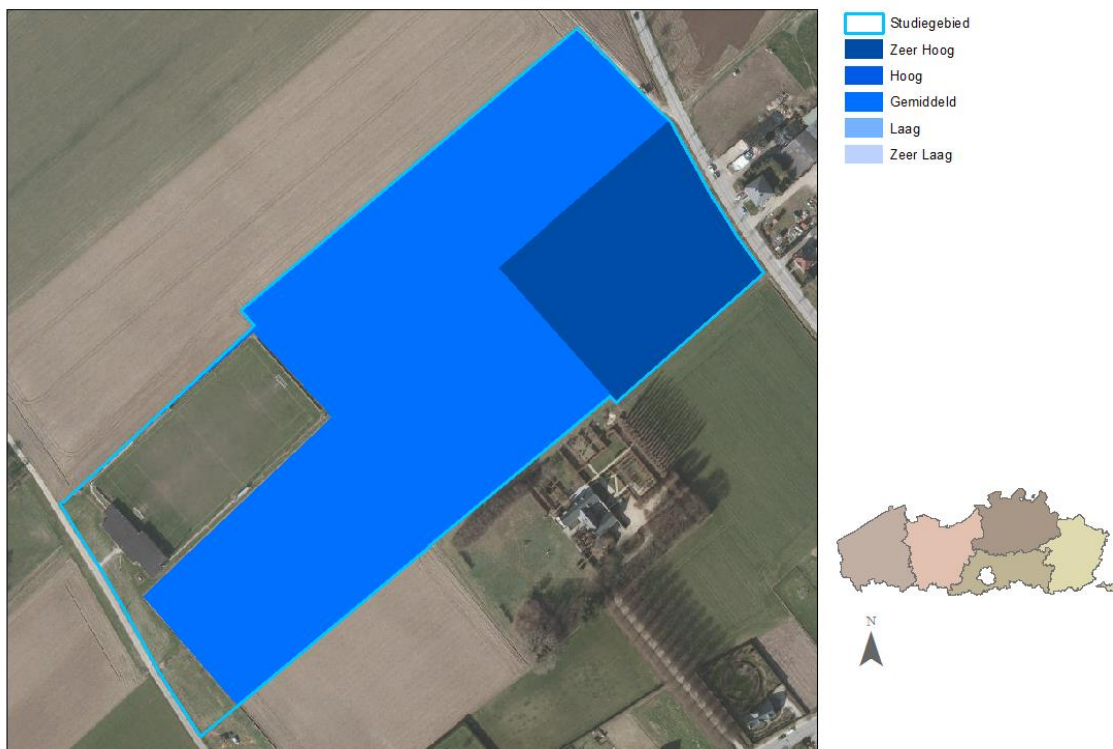 Studiegebied
Zeer Hoog
Hoog
Gemiddeld
Laag
Zeer Laag
N